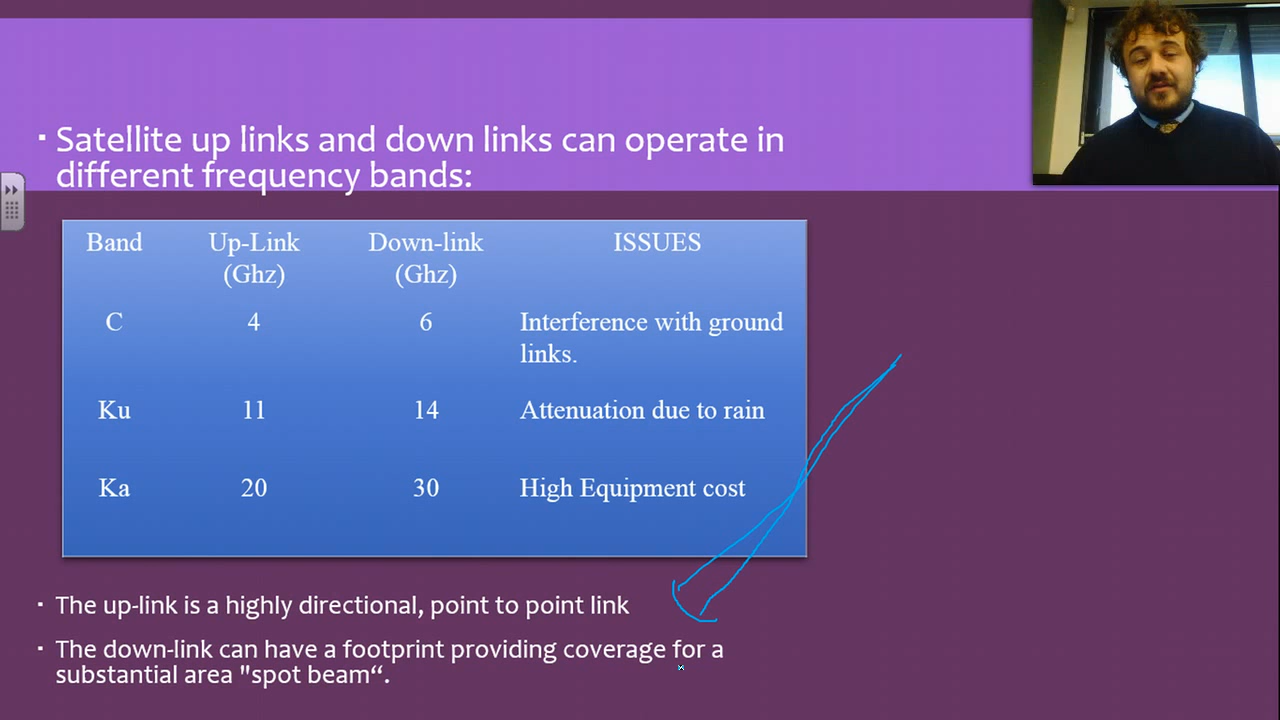 ▪ Satellite up links and down links can operate in
different frequency bands:
Band Up-Link Down-link ISSUES
(Ghz) (Ghz)
C 4 6 Interference with ground
links.
Ku 11 14 Attenuation due to rain
Ka 20 30 High Equipment cost
▪ The up-link is a highly directional, point to point link
▪ The down-link can have a footprint providing coverage for a
substantial area "spot beam“.